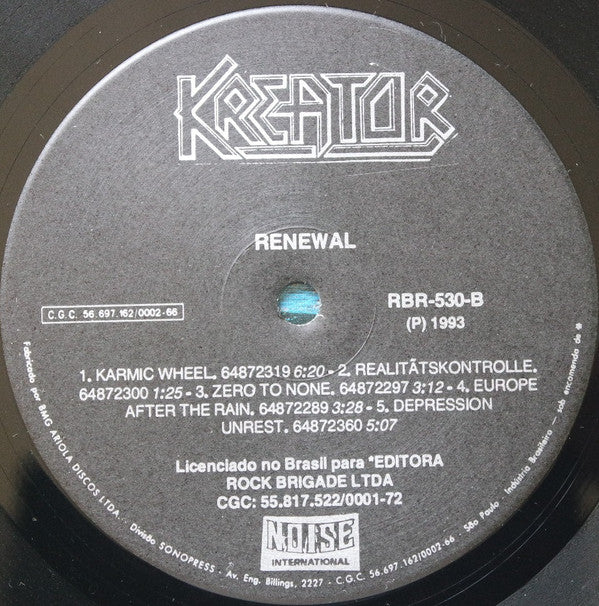 KREATOR
RENEWAL
C.G.C. 56.697.162/0002-66
RBR-530-B
(P) 1993
1. KARMIC WHEEL. 64872319 6:20 - 2. REALITÄTSKONTROLLE.
64872300 1:25 - 3. ZERO TO NONE. 64872297 3:12 - 4. EUROPE
AFTER THE RAIN. 64872289 3:28 - 5. DEPRESSION
UNREST. 64872360 5:07
Licenciado no Brasil para *EDITORA
ROCK BRIGADE LTDA
CGC: 55.817.522/0001-72
NOISE
INTERNATIONAL
Fabricado por BMG ARIOLA DISCOS LTDA. - Divisão SONOPRESS - Av. Eng. Billings, 2227 - C.G.C. 56.697.162/0002-66 - São Paulo - Indústria Brasileira - sob encomenda de *